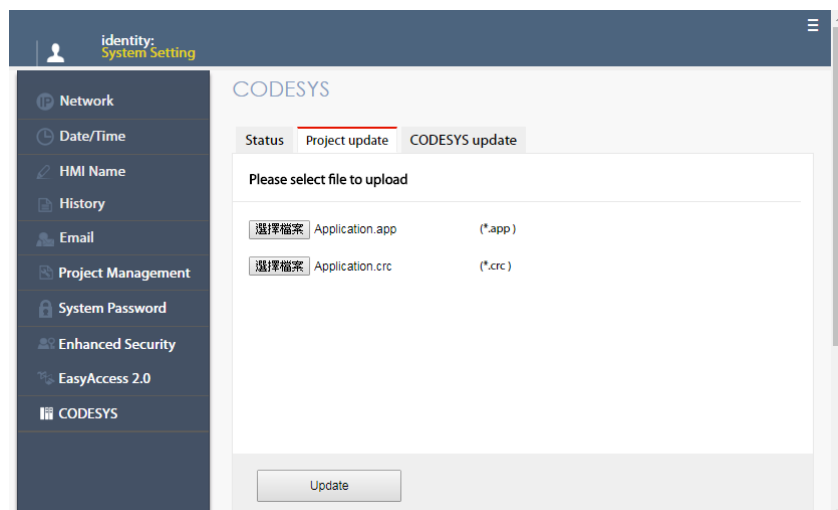 identity:
System Setting
Network
Date/Time
HMI Name
History
Email
Project Management
System Password
Enhanced Security
EasyAccess 2.0
CODESYS
CODESYS
Status Project update CODESYS update
Please select file to upload
選擇檔案 Application.app (*.app )
選擇檔案 Application.crc (*.crc )
Update